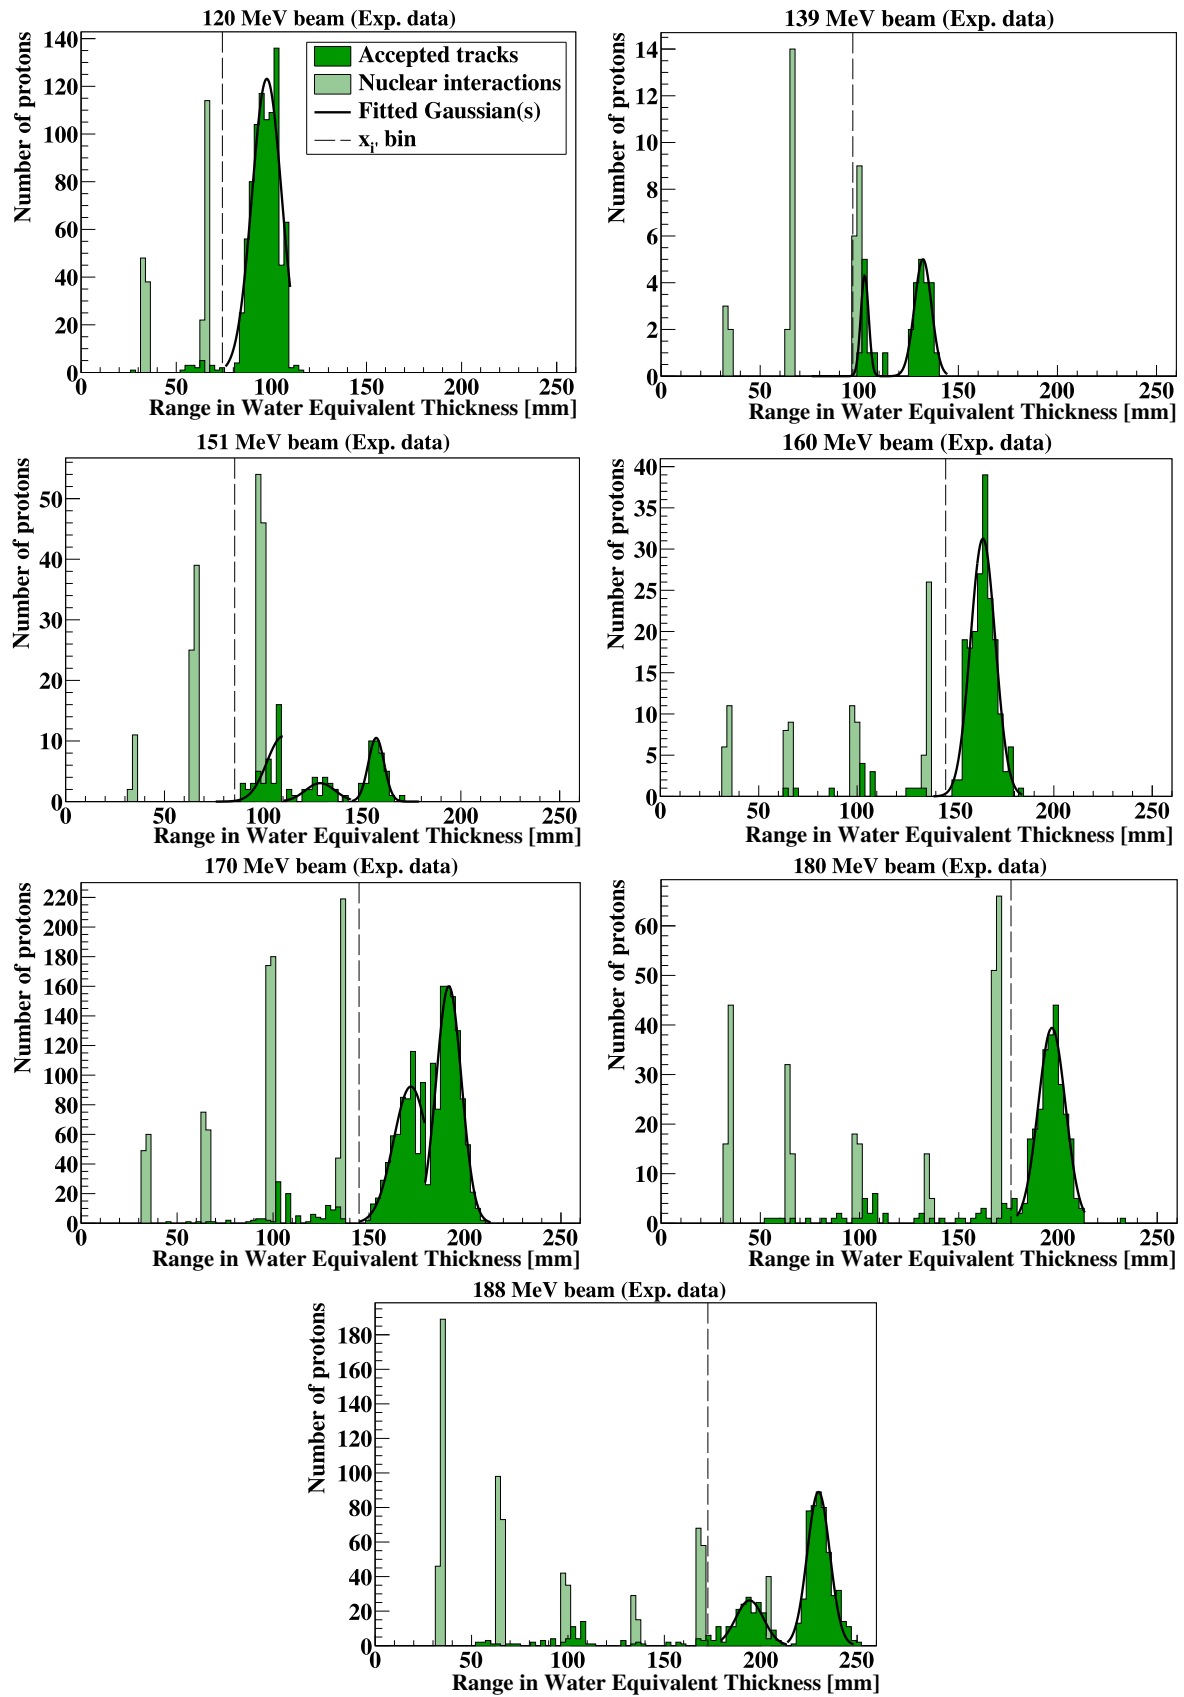 120 MeV beam (Exp. data)
Number of protons
140
120
100
80
60
40
20
0
Accepted tracks
Nuclear interactions
Fitted Gaussian(s)
x_i' bin
0 50 100 150 200 250
Range in Water Equivalent Thickness [mm]
139 MeV beam (Exp. data)
Number of protons
14
12
10
8
6
4
2
0
0 50 100 150 200 250
Range in Water Equivalent Thickness [mm]
151 MeV beam (Exp. data)
Number of protons
50
40
30
20
10
0
0 50 100 150 200 250
Range in Water Equivalent Thickness [mm]
160 MeV beam (Exp. data)
Number of protons
40
35
30
25
20
15
10
5
0
0 50 100 150 200 250
Range in Water Equivalent Thickness [mm]
170 MeV beam (Exp. data)
Number of protons
220
200
180
160
140
120
100
80
60
40
20
0
0 50 100 150 200 250
Range in Water Equivalent Thickness [mm]
180 MeV beam (Exp. data)
Number of protons
60
50
40
30
20
10
0
0 50 100 150 200 250
Range in Water Equivalent Thickness [mm]
188 MeV beam (Exp. data)
Number of protons
180
160
140
120
100
80
60
40
20
0
0 50 100 150 200 250
Range in Water Equivalent Thickness [mm]